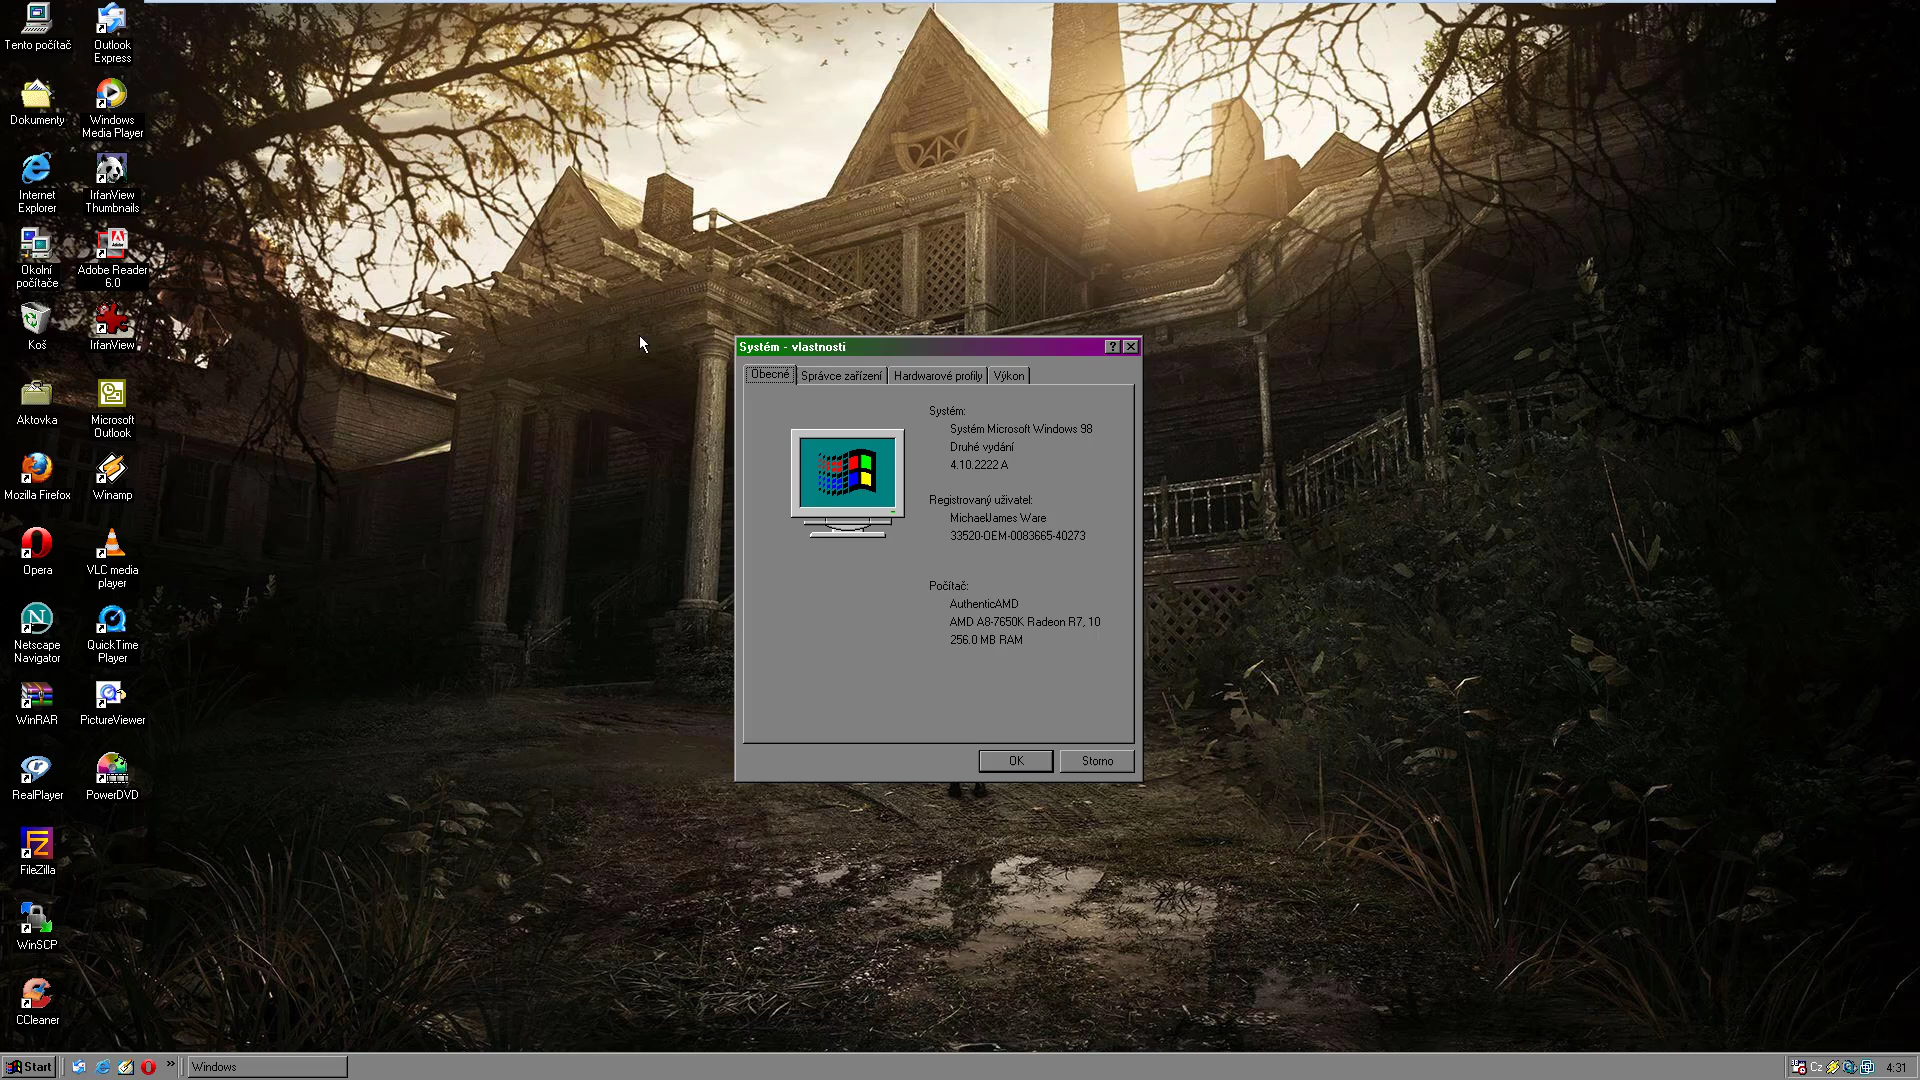 Tento počítač
Outlook
Express
Dokumenty
Windows
Media Player
Internet
Explorer
IrfanView
Thumbnails
Okolní
počítače
Adobe Reader
6.0
Koš
IrfanView
Aktovka
Microsoft
Outlook
Mozilla Firefox
Winamp
Opera
VLC media
player
Netscape
Navigator
QuickTime
Player
WinRAR
PictureViewer
RealPlayer
PowerDVD
FileZilla
WinSCP
CCleaner
Systém - vlastnosti
Obecné
Správce zařízení
Hardwarové profily
Výkon
Systém:
Systém Microsoft Windows 98
Druhé vydání
4.10.2222 A
Registrovaný uživatel:
MichaelJames Ware
33520-OEM-0083665-40273
Počítač:
AuthenticAMD
AMD A8-7650K Radeon R7, 10
256.0 MB RAM
OK
Storno
Start
Windows
Cz
4:31